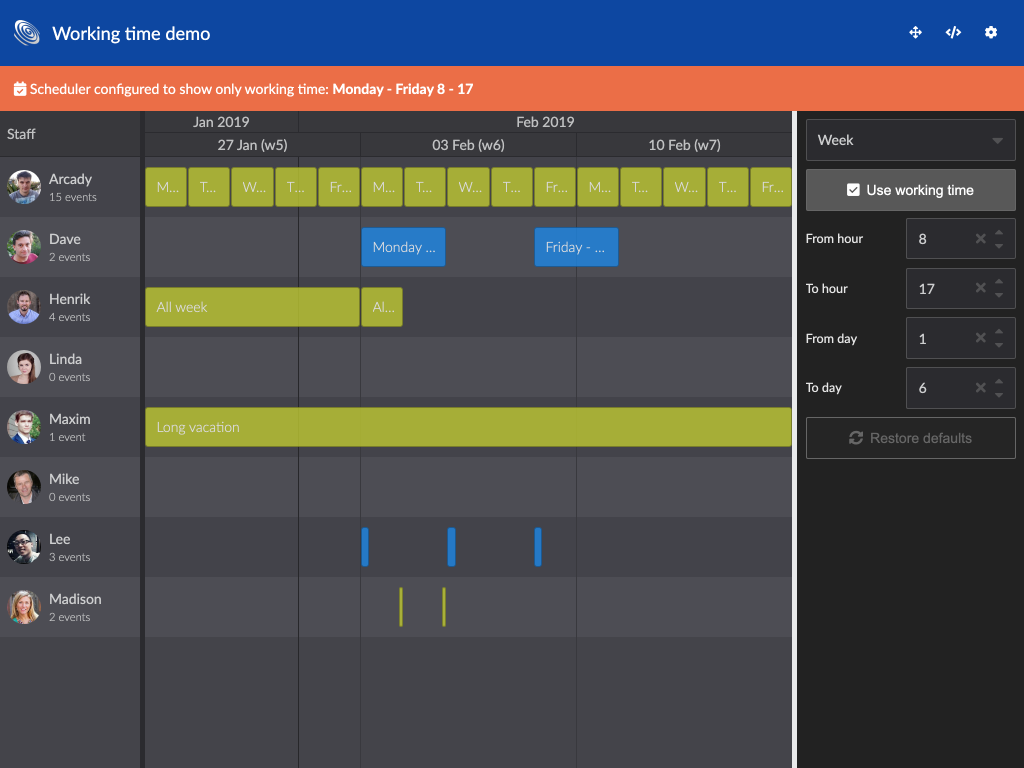 Working time demo
Scheduler configured to show only working time: Monday - Friday 8 - 17
Staff
Jan 2019
Feb 2019
27 Jan (w5)
03 Feb (w6)
10 Feb (w7)
Arcady
15 events
M...
T...
W...
T...
Fr...
M...
T...
W...
T...
Fr...
M...
T...
W...
T...
Fr...
Dave
2 events
Monday ...
Friday - ...
Henrik
4 events
All week
Al...
Linda
0 events
Maxim
1 event
Long vacation
Mike
0 events
Lee
3 events
Madison
2 events
Week
Use working time
From hour
8
To hour
17
From day
1
To day
6
Restore defaults